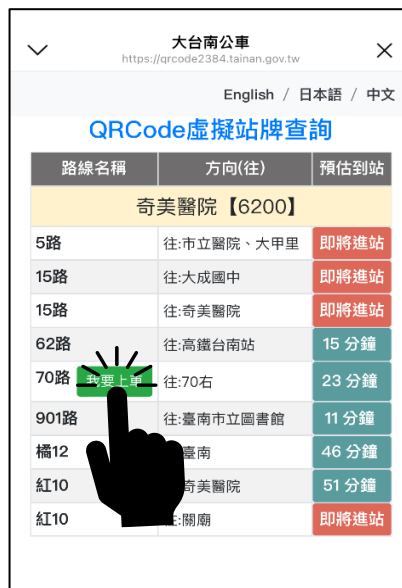 大台南公車
https://qrcode2384.tainan.gov.tw
English / 日本語 / 中文
QRCode虛擬站牌查詢
路線名稱 方向(往) 預估到站
奇美醫院【6200】
5路 往:市立醫院、大甲里 即將進站
15路 往:大成國中 即將進站
15路 往:奇美醫院 即將進站
62路 往:高鐵台南站 15 分鐘
70路 我要上車 往:70右 23 分鐘
901路 往:臺南市立圖書館 11 分鐘
橘12 臺南 46 分鐘
紅10 奇美醫院 51 分鐘
紅10 往:關廟 即將進站